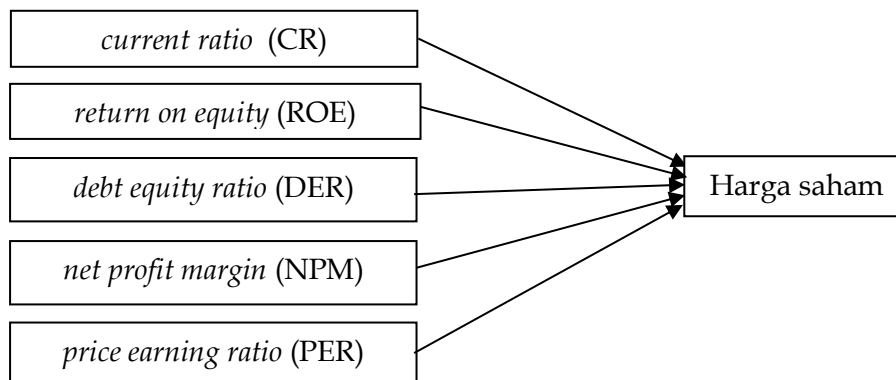 current ratio (CR)
return on equity (ROE)
debt equity ratio (DER)
Harga saham
net profit margin (NPM)
price earning ratio (PER)